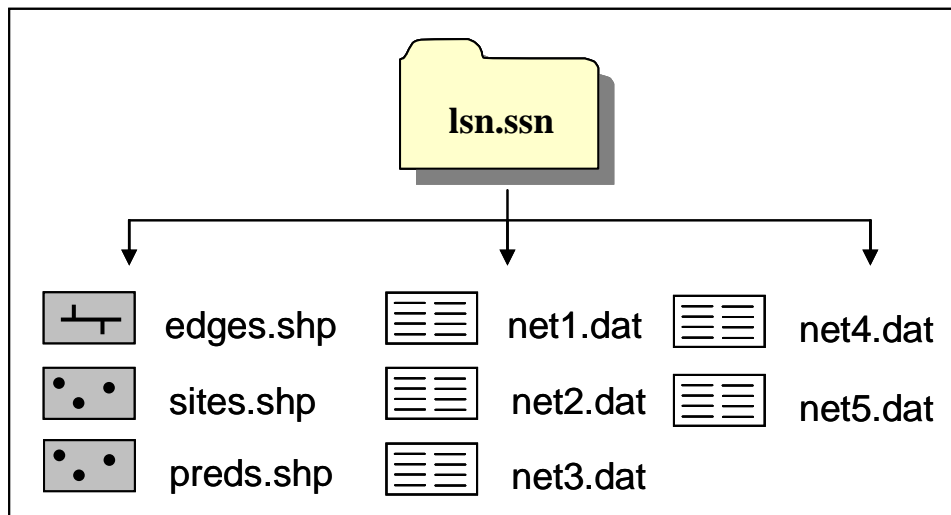 lsn.ssn
edges.shp
sites.shp
preds.shp
net1.dat
net2.dat
net3.dat
net4.dat
net5.dat